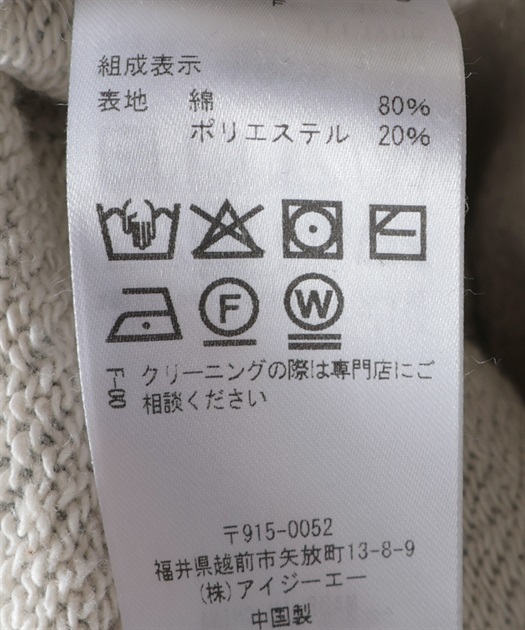 組成表示
表地 綿 80%
ポリエステル 20%
F
W
F-00
クリーニングの際は専門店にご
相談ください
〒915-0052
福井県越前市矢放町13-8-9
(株)アイジーエー
中国製